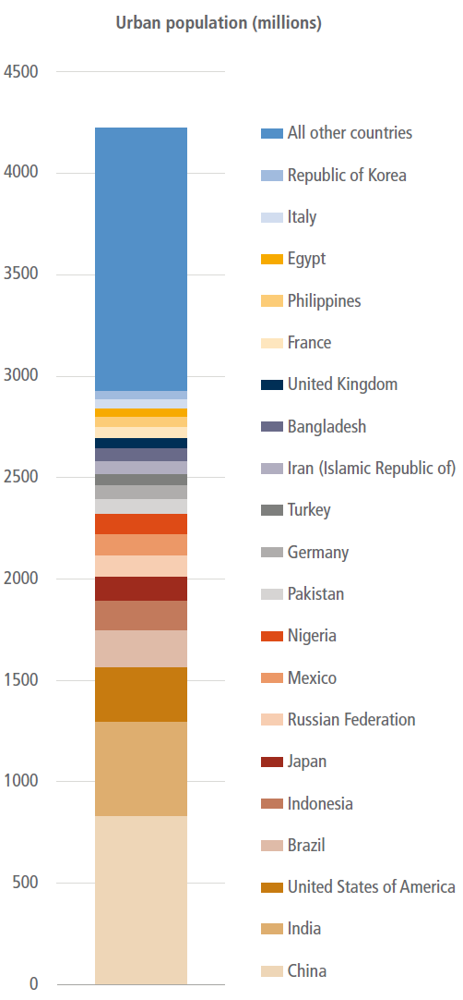 Urban population (millions)
4500
4000
3500
3000
2500
2000
1500
1000
500
0
All other countries
Republic of Korea
Italy
Egypt
Philippines
France
United Kingdom
Bangladesh
Iran (Islamic Republic of)
Turkey
Germany
Pakistan
Nigeria
Mexico
Russian Federation
Japan
Indonesia
Brazil
United States of America
India
China